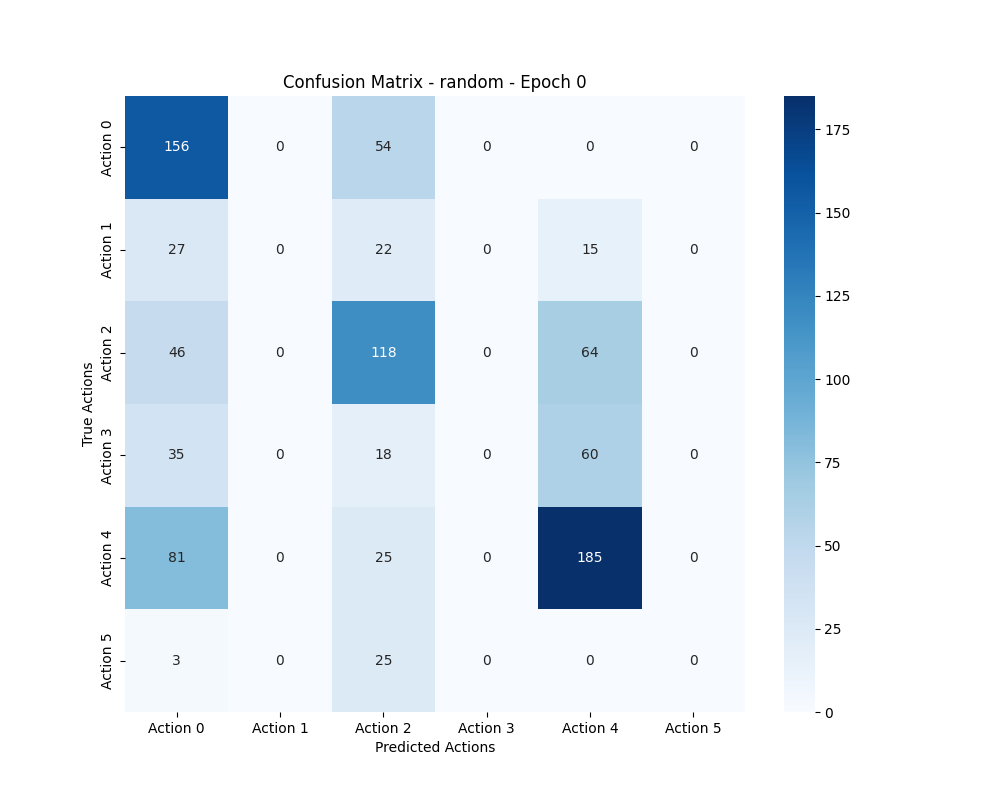 Confusion Matrix - random - Epoch 0
Action 0
156 0 54 0 0 0
Action 1
27 0 22 0 15 0
Action 2
46 0 118 0 64 0
Action 3
35 0 18 0 60 0
Action 4
81 0 25 0 185 0
Action 5
3 0 25 0 0 0
True Actions
Action 0 Action 1 Action 2 Action 3 Action 4 Action 5
Predicted Actions
175
150
125
100
75
50
25
0